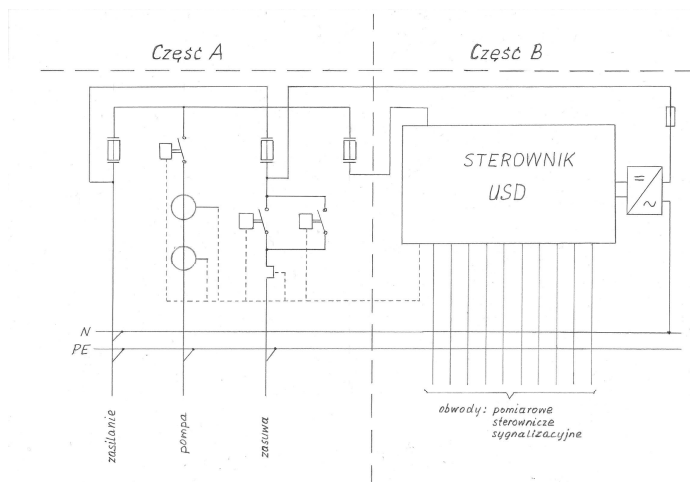 Część A
Część B
STEROWNIK
USD
=
~
N
PE
zasilanie
pompa
zasuwa
obwody: pomiarowe
sterownicze
sygnalizacyjne